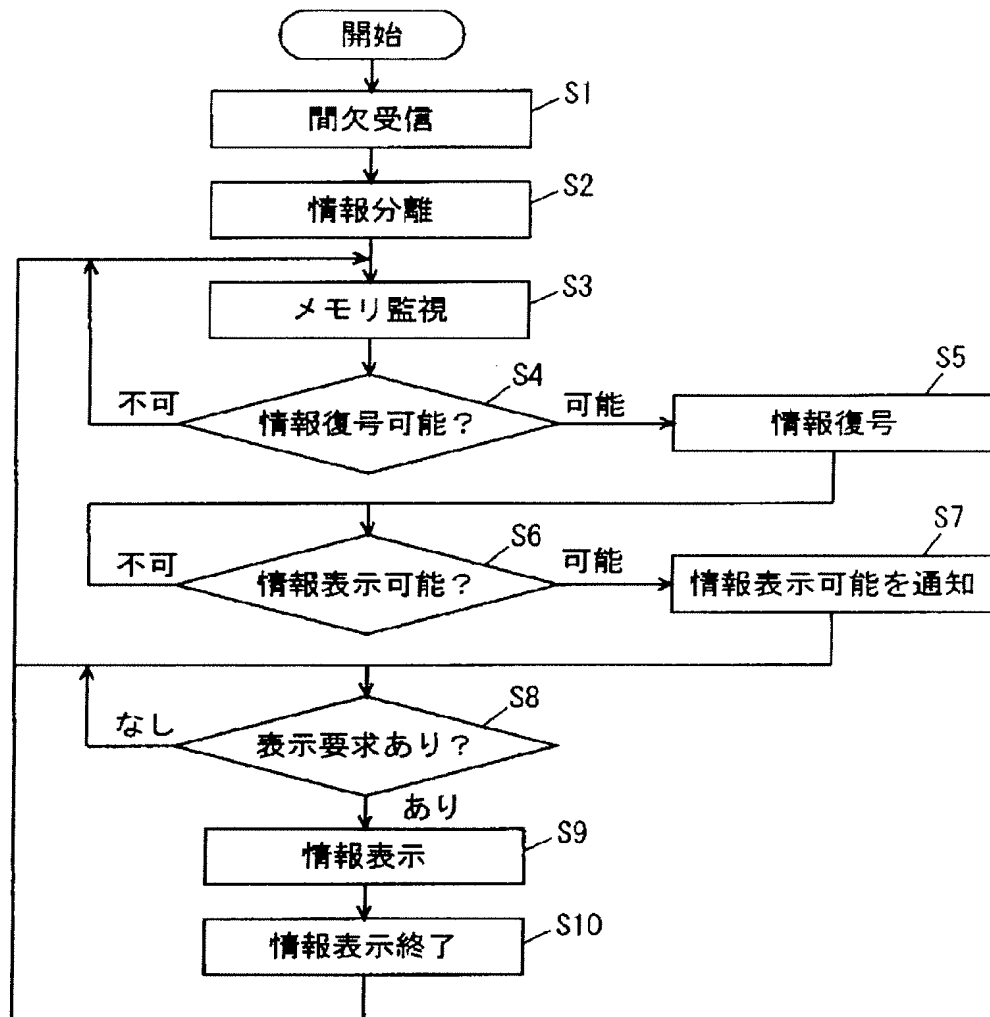 開始
間欠受信
S1
情報分離
S2
メモリ監視
S3
情報復号可能？
S4
不可
可能
情報復号
S5
情報表示可能？
S6
不可
可能
情報表示可能を通知
S7
表示要求あり？
S8
なし
あり
情報表示
S9
情報表示終了
S10